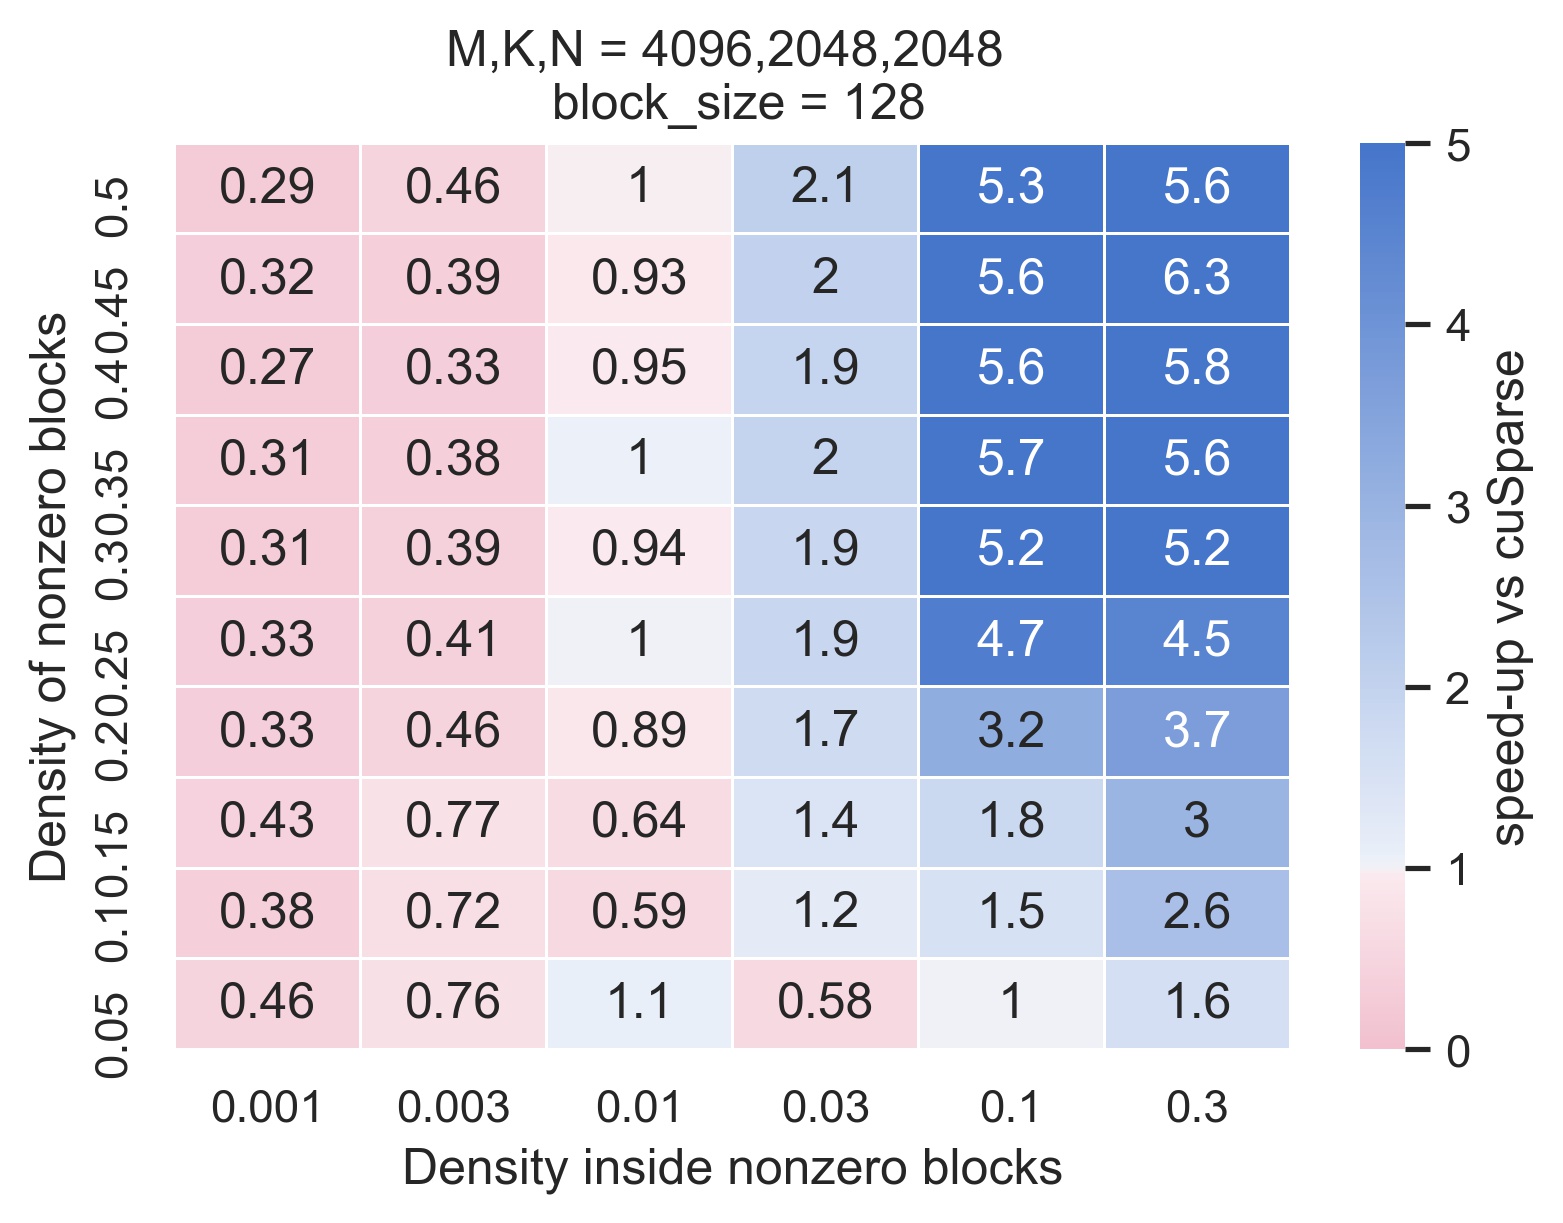 M,K,N = 4096,2048,2048
block_size = 128
Density of nonzero blocks
0.5 0.29 0.46 1 2.1 5.3 5.6
0.45 0.32 0.39 0.93 2 5.6 6.3
0.4 0.27 0.33 0.95 1.9 5.6 5.8
0.35 0.31 0.38 1 2 5.7 5.6
0.3 0.31 0.39 0.94 1.9 5.2 5.2
0.25 0.33 0.41 1 1.9 4.7 4.5
0.2 0.33 0.46 0.89 1.7 3.2 3.7
0.15 0.43 0.77 0.64 1.4 1.8 3
0.1 0.38 0.72 0.59 1.2 1.5 2.6
0.05 0.46 0.76 1.1 0.58 1 1.6
0.001 0.003 0.01 0.03 0.1 0.3
Density inside nonzero blocks
5
4
3
2
1
0
speed-up vs cuSparse